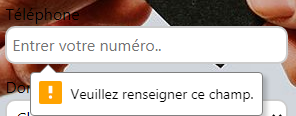 Téléphone
Entrer votre numéro..
Veuillez renseigner ce champ.